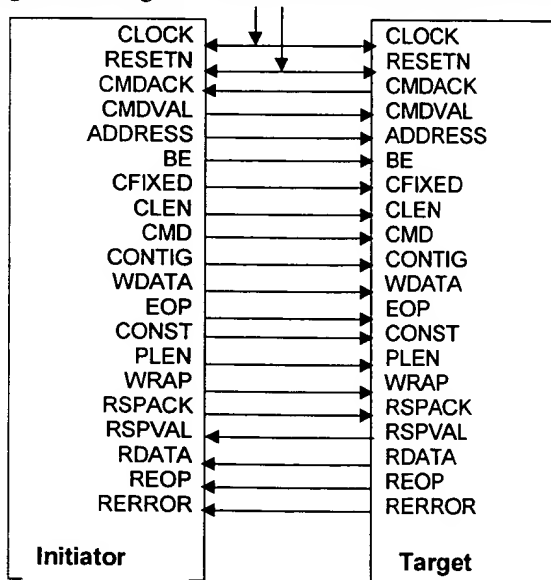 CLOCK CLOCK
RESETN RESETN
CMDACK CMDACK
CMDVAL CMDVAL
ADDRESS ADDRESS
BE BE
CFIXED CFIXED
CLEN CLEN
CMD CMD
CONTIG CONTIG
WDATA WDATA
EOP EOP
CONST CONST
PLEN PLEN
WRAP WRAP
RSPACK RSPACK
RSPVAL RSPVAL
RDATA RDATA
REOP REOP
RERROR RERROR
Initiator Target